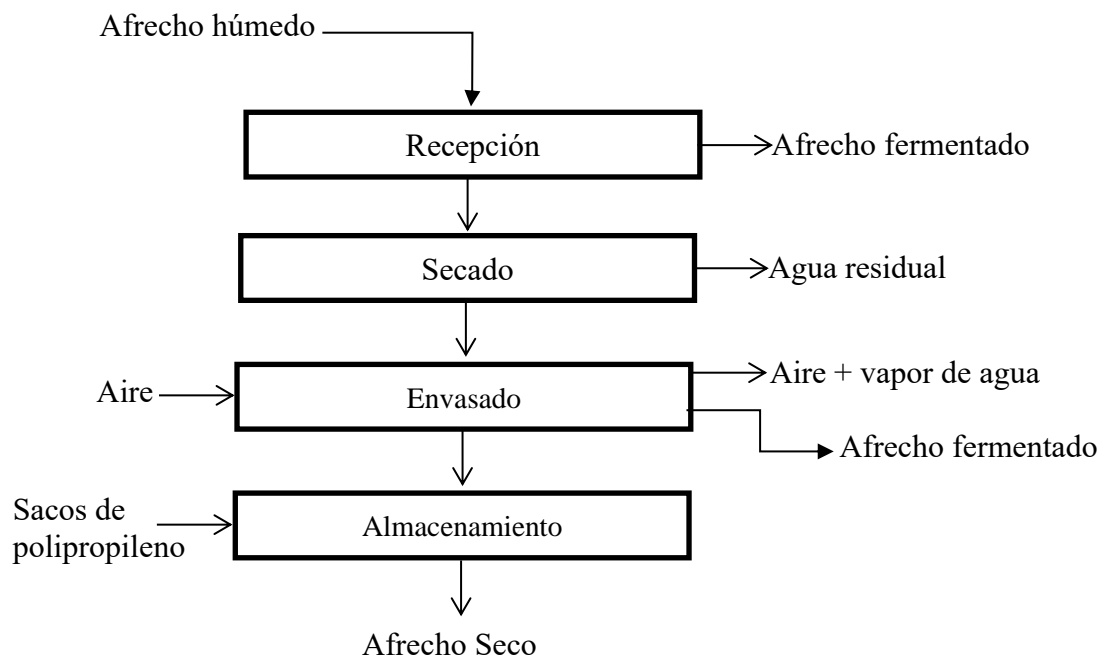 Afrecho húmedo
Recepción
Afrecho fermentado
Secado
Agua residual
Aire
Envasado
Aire + vapor de agua
Afrecho fermentado
Sacos de
polipropileno
Almacenamiento
Afrecho Seco